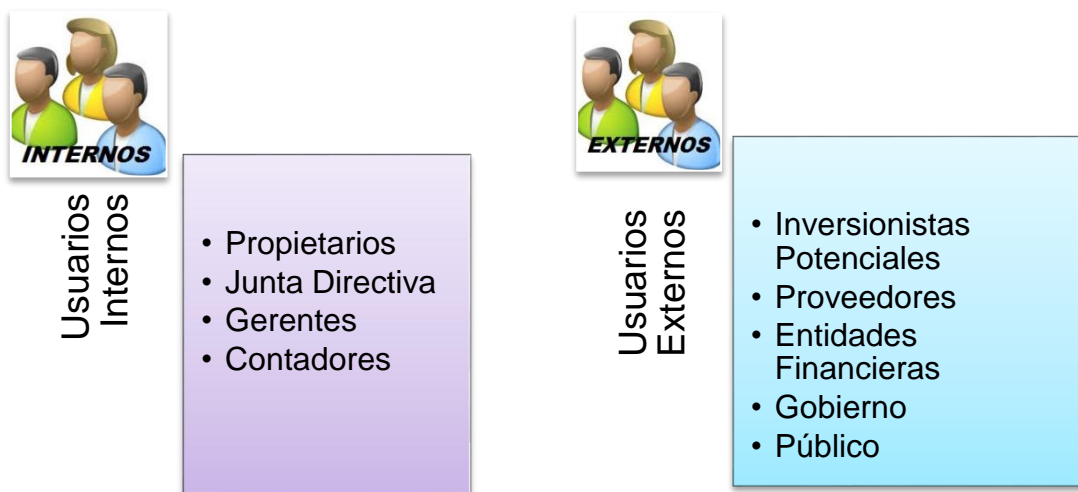 INTERNOS
Usuarios
Internos
• Propietarios
• Junta Directiva
• Gerentes
• Contadores
EXTERNOS
Usuarios
Externos
• Inversionistas
Potenciales
• Proveedores
• Entidades
Financieras
• Gobierno
• Público